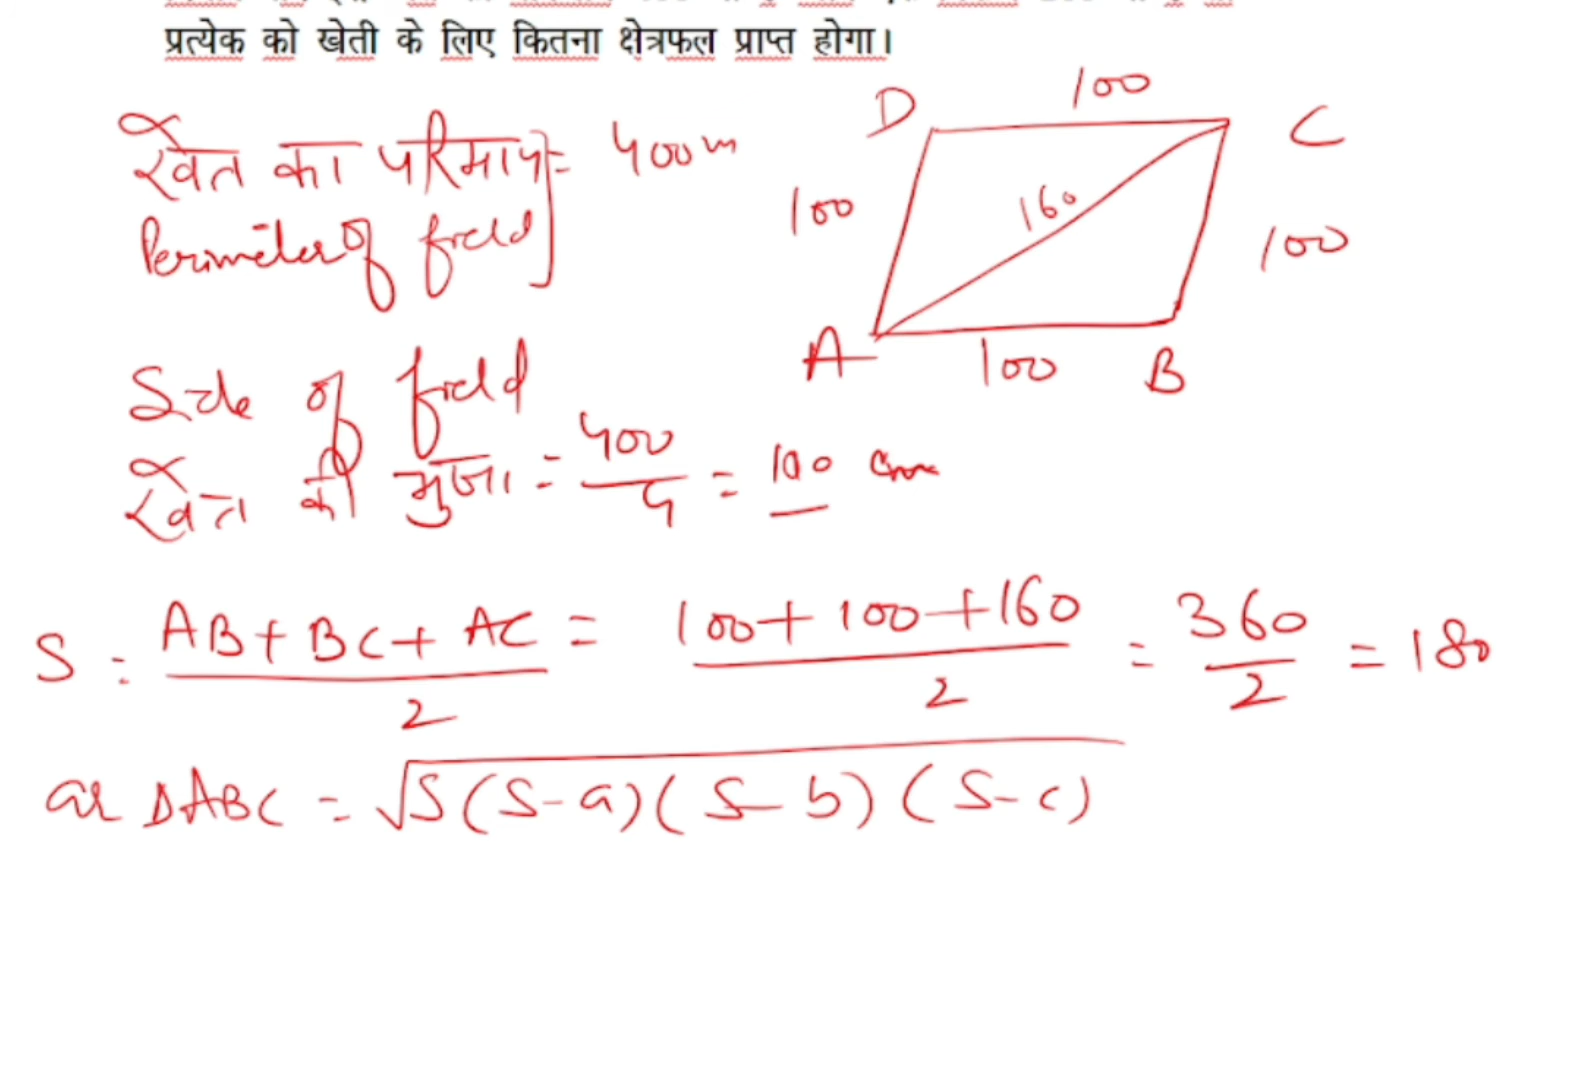 प्रत्येक को खेती के लिए कितना क्षेत्रफल प्राप्त होगा।
खेत का परिमाप = 400m
Perimeter of field
D 100 C
100 160 100
A 100 B
Side of field
खेत की भुजा = 400/4 = 100 cm
S = AB + BC + AC / 2 = 100 + 100 + 160 / 2 = 360 / 2 = 180
ar ΔABC = √S(S-a)(S-b)(S-c)